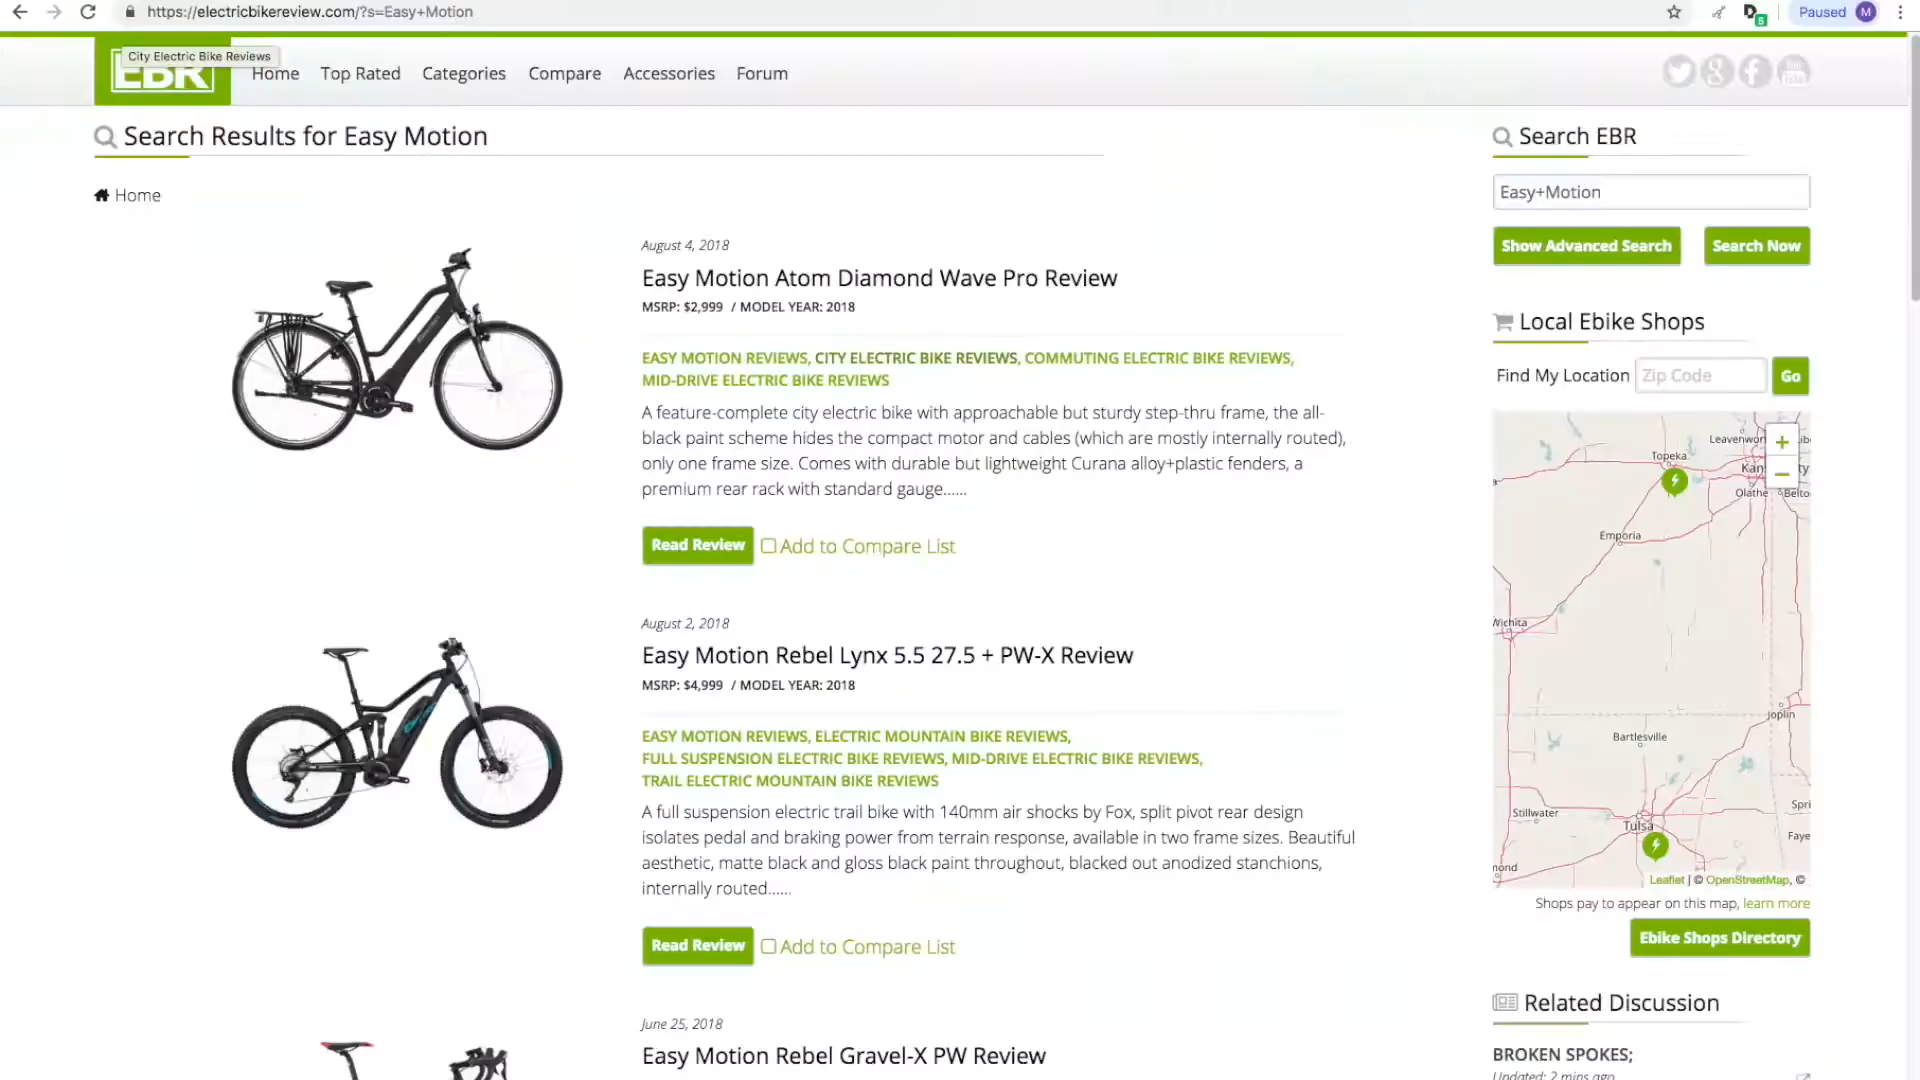 https://electricbikereview.com/?s=Easy+Motion
Paused M
City Electric Bike Reviews
EBR
Home Top Rated Categories Compare Accessories Forum
Search Results for Easy Motion
Home
August 4, 2018
Easy Motion Atom Diamond Wave Pro Review
MSRP: $2,999 / MODEL YEAR: 2018
EASY MOTION REVIEWS, CITY ELECTRIC BIKE REVIEWS, COMMUTING ELECTRIC BIKE REVIEWS,
MID-DRIVE ELECTRIC BIKE REVIEWS
A feature-complete city electric bike with approachable but sturdy step-thru frame, the all-
black paint scheme hides the compact motor and cables (which are mostly internally routed),
only one frame size. Comes with durable but lightweight Curana alloy+plastic fenders, a
premium rear rack with standard gauge......
Read Review Add to Compare List
August 2, 2018
Easy Motion Rebel Lynx 5.5 27.5 + PW-X Review
MSRP: $4,999 / MODEL YEAR: 2018
EASY MOTION REVIEWS, ELECTRIC MOUNTAIN BIKE REVIEWS,
FULL SUSPENSION ELECTRIC BIKE REVIEWS, MID-DRIVE ELECTRIC BIKE REVIEWS,
TRAIL ELECTRIC MOUNTAIN BIKE REVIEWS
A full suspension electric trail bike with 140mm air shocks by Fox, split pivot rear design
isolates pedal and braking power from terrain response, available in two frame sizes. Beautiful
aesthetic, matte black and gloss black paint throughout, blacked out anodized stanchions,
internally routed......
Read Review Add to Compare List
June 25, 2018
Easy Motion Rebel Gravel-X PW Review
Search EBR
Easy+Motion
Show Advanced Search Search Now
Local Ebike Shops
Find My Location Zip Code Go
Leavenwor
+
Topeka
Kan
−
Olathe Belto
Emporia
Wichita
Joplin
Bartlesville
Spri
Stillwater
Tulsa
Faye
mond
Leaflet | © OpenStreetMap, ©
Shops pay to appear on this map, learn more
Ebike Shops Directory
Related Discussion
BROKEN SPOKES;
Updated: 2 mins ago